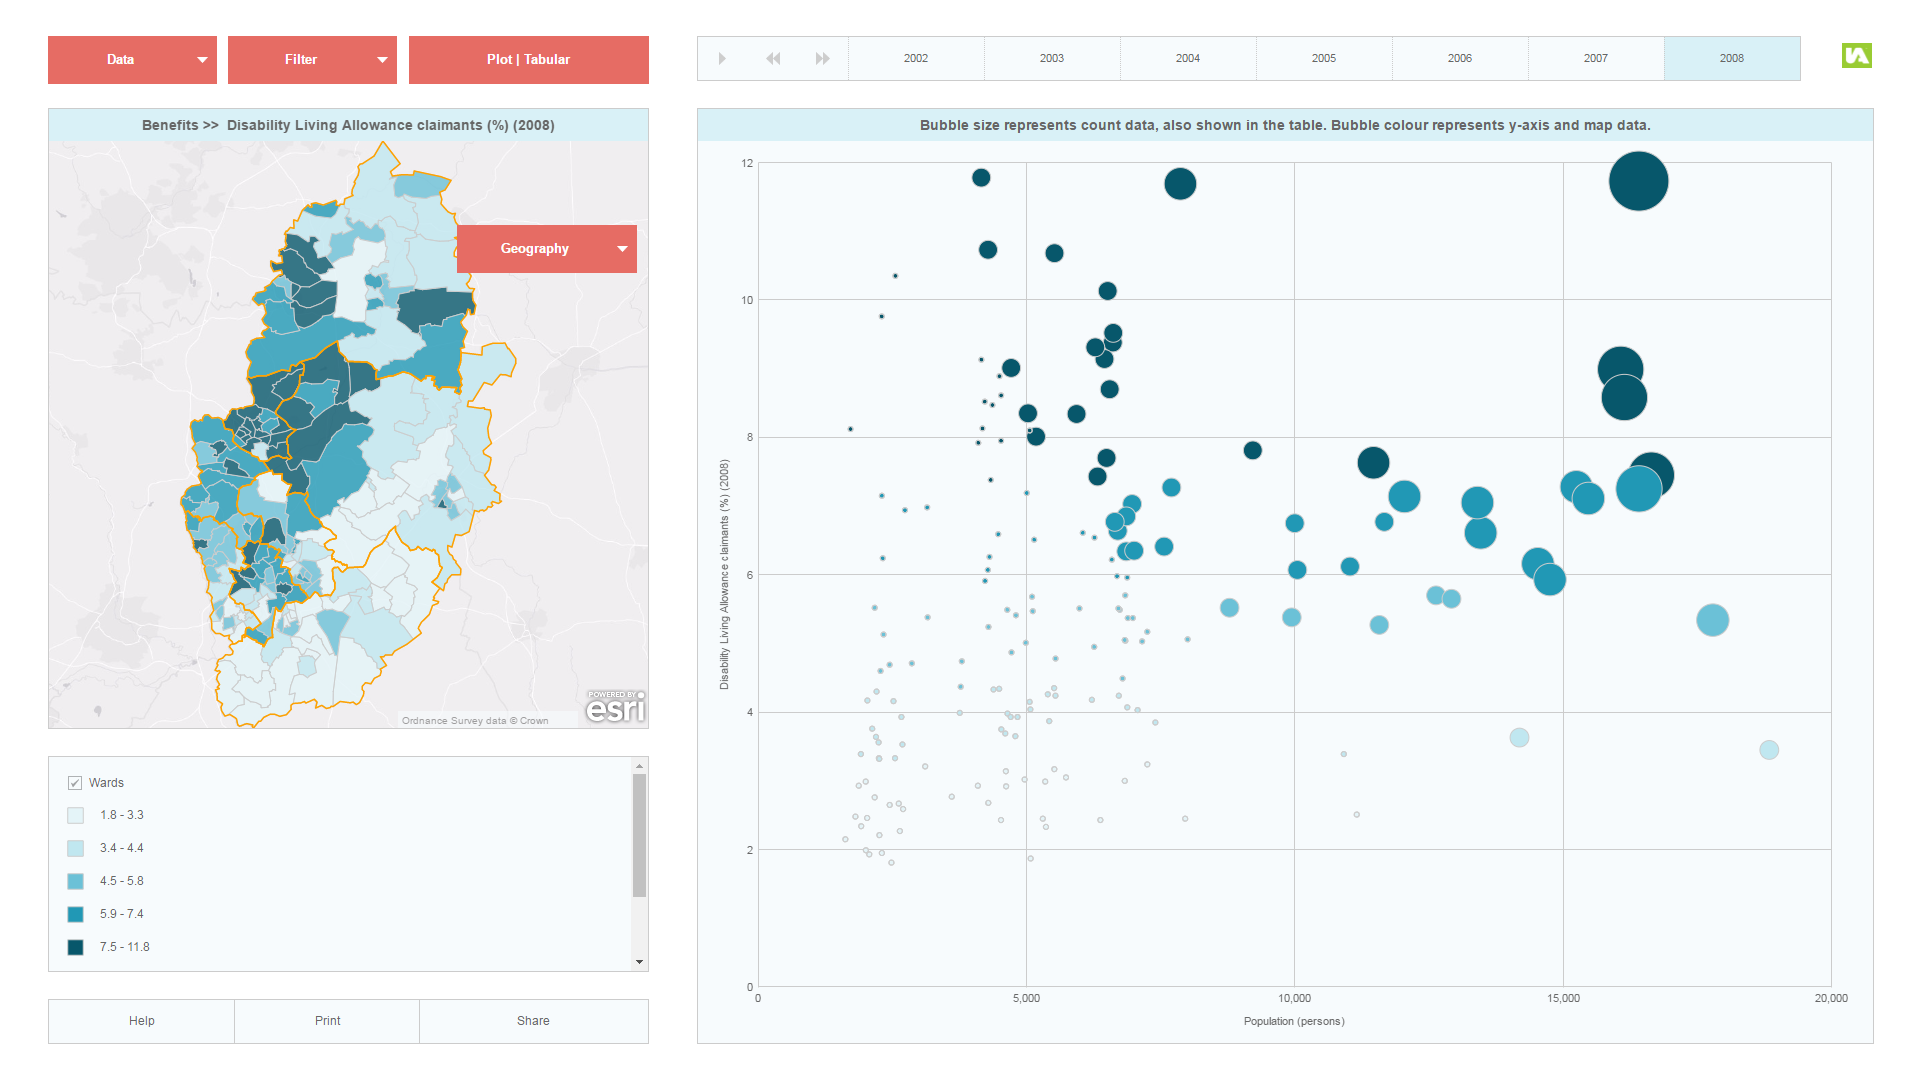 Data
Filter
Plot | Tabular
2002
2003
2004
2005
2006
2007
2008
Benefits >> Disability Living Allowance claimants (%) (2008)
Geography
POWERED BY
esri
Ordnance Survey data © Crown
Wards
1.8 - 3.3
3.4 - 4.4
4.5 - 5.8
5.9 - 7.4
7.5 - 11.8
Help
Print
Share
Bubble size represents count data, also shown in the table. Bubble colour represents y-axis and map data.
12
10
8
6
4
2
0
Disability Living Allowance claimants (%) (2008)
0
5,000
10,000
15,000
20,000
Population (persons)